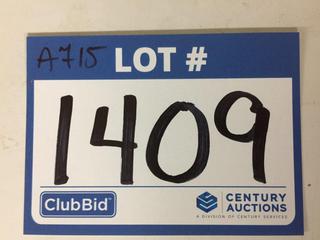 A715 LOT #
1409
ClubBid
CENTURY
AUCTIONS
A DIVISION OF CENTURY SERVICES